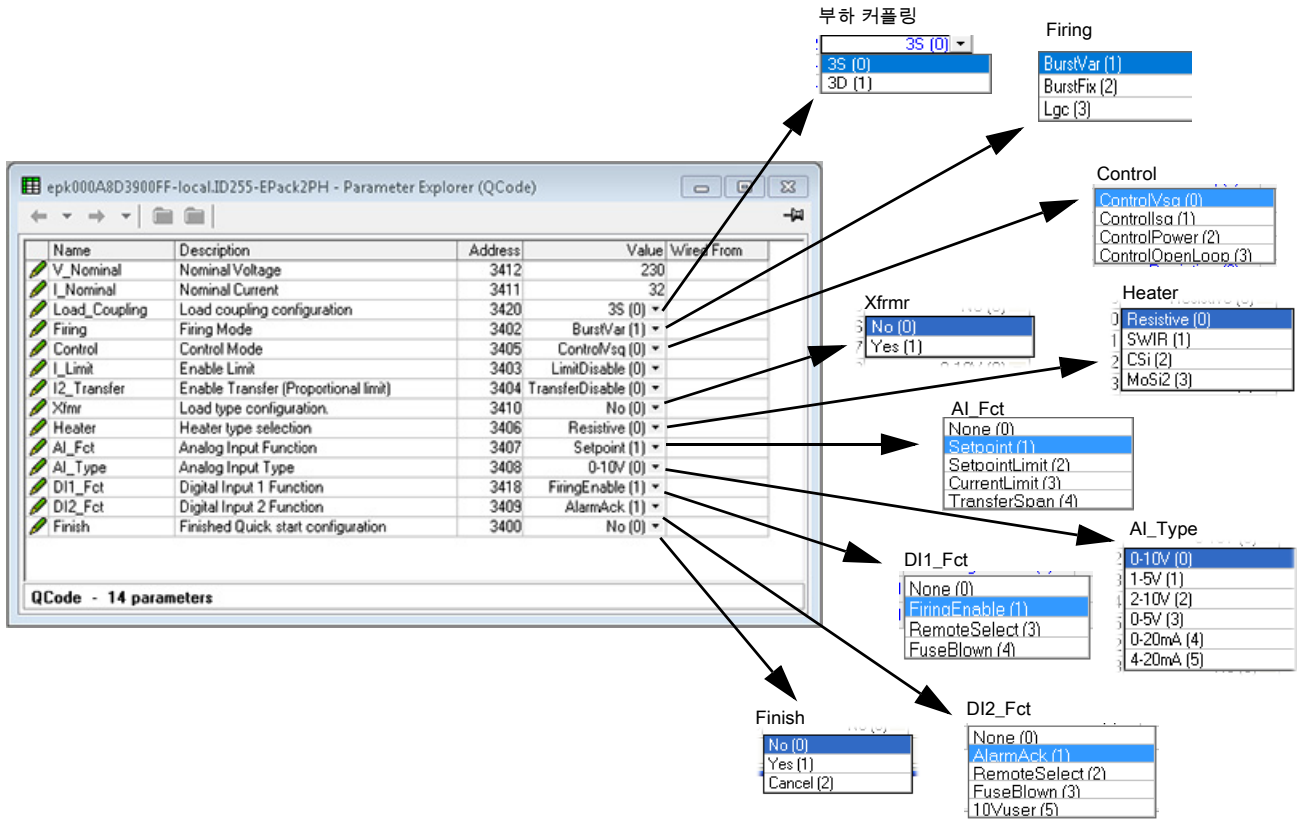 부하 커플링
3S (0)
3S (0)
3D (1)
Firing
BurstVar (1)
BurstFix (2)
Lgc (3)
epk000A8D3900FF-local.ID255-EPack2PH - Parameter Explorer (QCode)
Name Description Address Value Wired From
V_Nominal Nominal Voltage 3412 230
I_Nominal Nominal Current 3411 32
Load_Coupling Load coupling configuration 3420 3S (0)
Firing Firing Mode 3402 BurstVar (1)
Control Control Mode 3405 ControlVsq (0)
I_Limit Enable Limit 3403 LimitDisable (0)
I2_Transfer Enable Transfer (Proportional limit) 3404 TransferDisable (0)
Xfmr Load type configuration. 3410 No (0)
Heater Heater type selection 3406 Resistive (0)
AI_Fct Analog Input Function 3407 Setpoint (1)
AI_Type Analog Input Type 3408 0-10V (0)
DI1_Fct Digital Input 1 Function 3418 FiringEnable (1)
DI2_Fct Digital Input 2 Function 3409 AlarmAck (1)
Finish Finished Quick start configuration 3400 No (0)
QCode - 14 parameters
Control
ControlVsq (0)
ControlIsq (1)
ControlPower (2)
ControlOpenLoop (3)
Xfrmr
No (0)
Yes (1)
Heater
Resistive (0)
SWIR (1)
CSi (2)
MoSi2 (3)
AI_Fct
None (0)
Setpoint (1)
SetpointLimit (2)
CurrentLimit (3)
TransferSpan (4)
AI_Type
0-10V (0)
1-5V (1)
2-10V (2)
0-5V (3)
0-20mA (4)
4-20mA (5)
DI1_Fct
None (0)
FiringEnable (1)
RemoteSelect (3)
FuseBlown (4)
Finish
No (0)
Yes (1)
Cancel (2)
DI2_Fct
None (0)
AlarmAck (1)
RemoteSelect (2)
FuseBlown (3)
10Vuser (5)